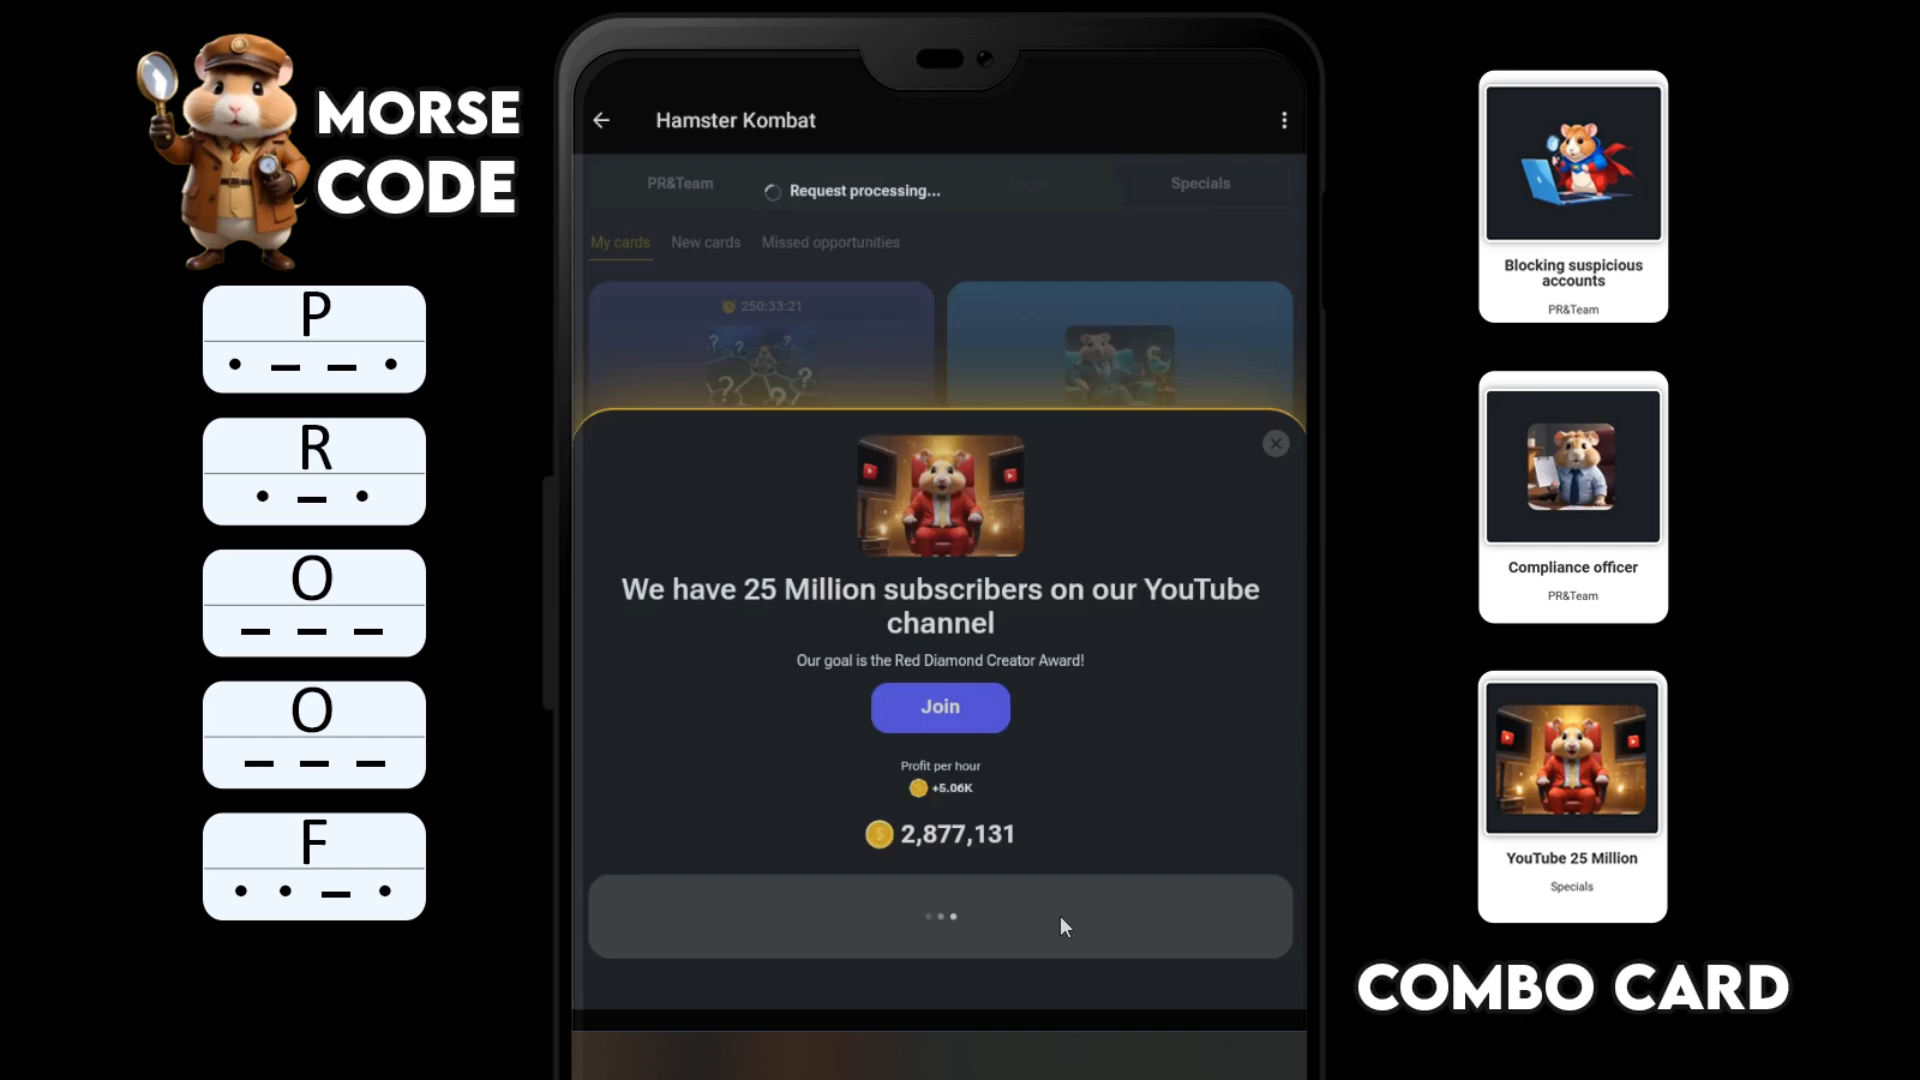 MORSE
CODE
P
• – – •
R
• – •
O
– – –
O
– – –
F
• • – •
Hamster Kombat
PR&Team
Request processing...
Specials
My cards
New cards
Missed opportunities
250:33:21
We have 25 Million subscribers on our YouTube
channel
Our goal is the Red Diamond Creator Award!
Join
Profit per hour
+5.06K
2,877,131
Blocking suspicious
accounts
PR&Team
Compliance officer
PR&Team
YouTube 25 Million
Specials
COMBO CARD